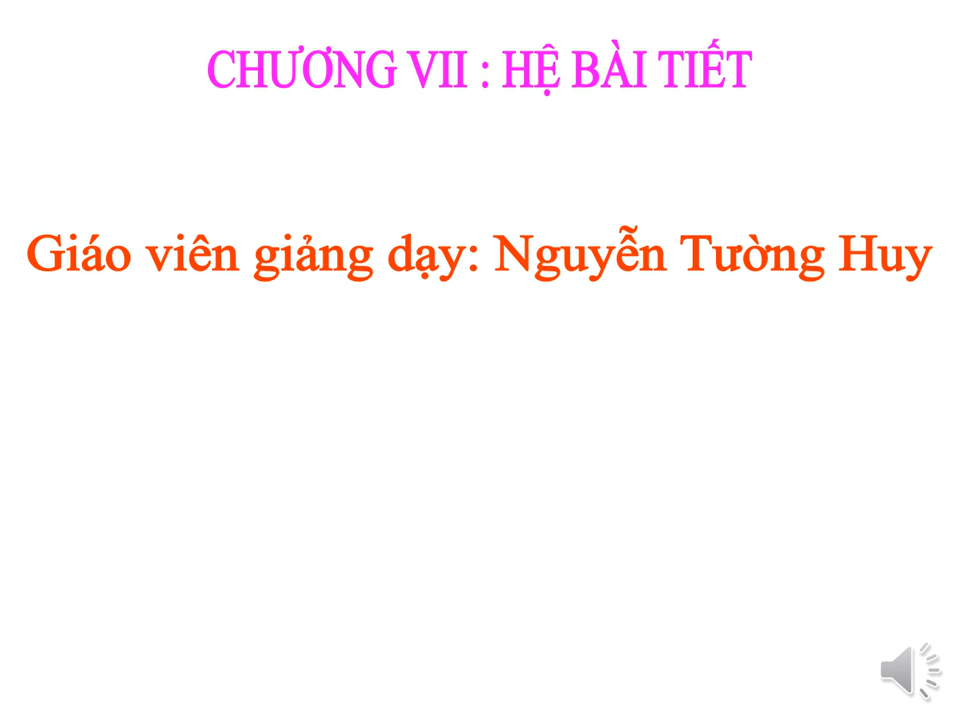 CHƯƠNG VII : HỆ BÀI TIẾT
Giáo viên giảng dạy: Nguyễn Tường Huy